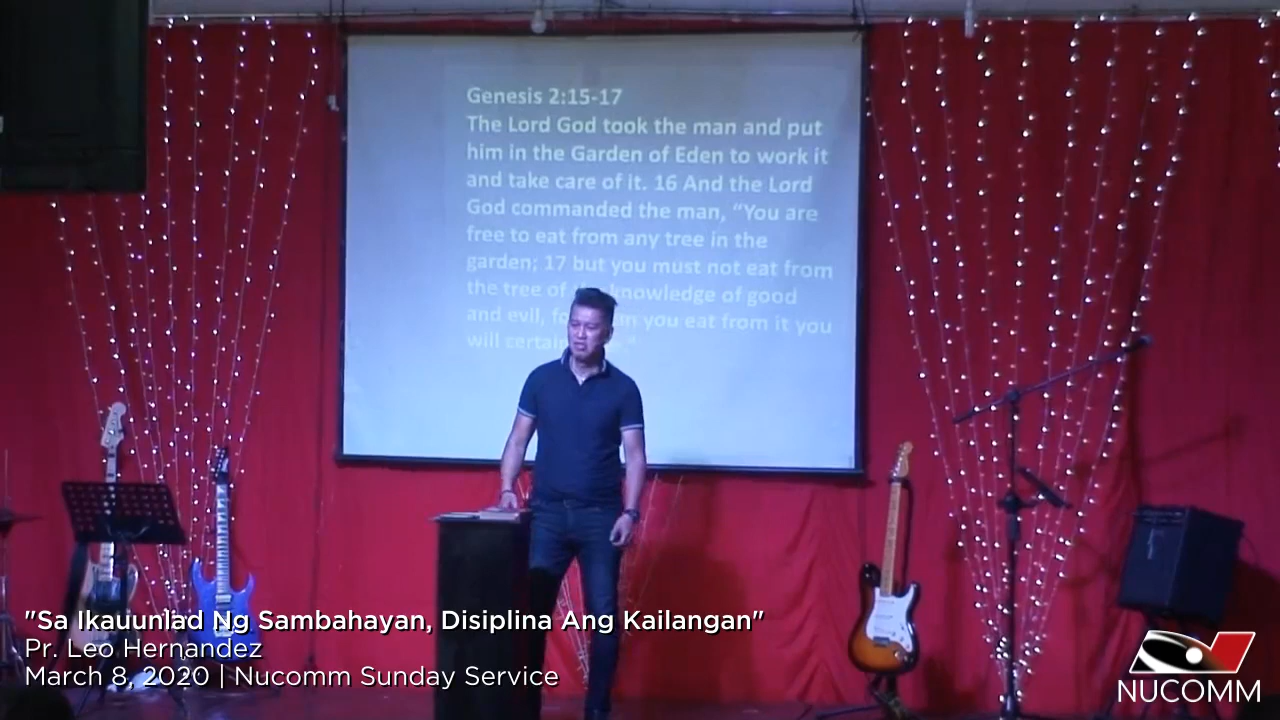 Genesis 2:15-17
The Lord God took the man and put
him in the Garden of Eden to work it
and take care of it. 16 And the Lord
God commanded the man, “You are
free to eat from any tree in the
garden; 17 but you must not eat from
the tree of knowledge of good
and evil, you eat from it you
will
"Sa Ikauunlad Ng Sambahayan, Disiplina Ang Kailangan"
Pr. Leo Hernandez
March 8, 2020 | Nucomm Sunday Service
NUCOMM